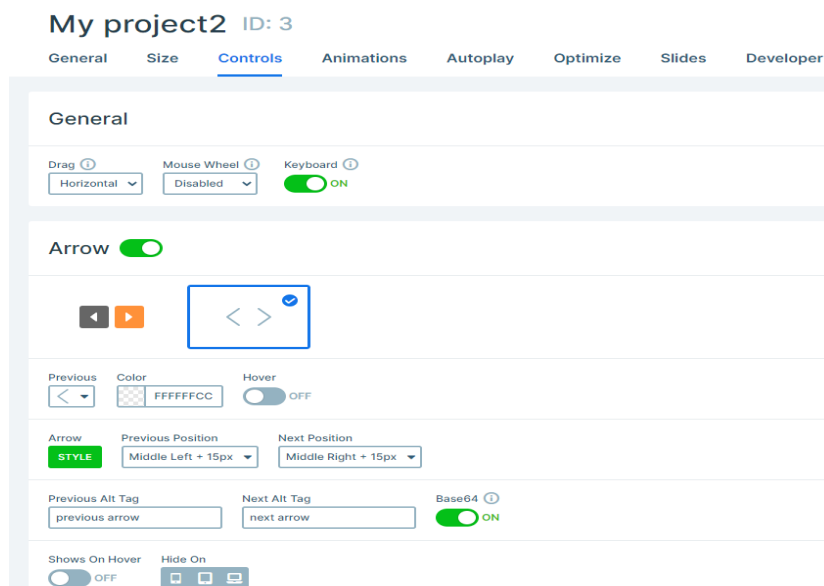 My project2 ID: 3
General Size Controls Animations Autoplay Optimize Slides Developer
General
Drag Mouse Wheel Keyboard
Horizontal Disabled ON
Arrow
Previous Color Hover
FFFFFFCC OFF
Arrow Previous Position Next Position
STYLE Middle Left + 15px Middle Right + 15px
Previous Alt Tag Next Alt Tag Base64
previous arrow next arrow ON
Shows On Hover Hide On
OFF